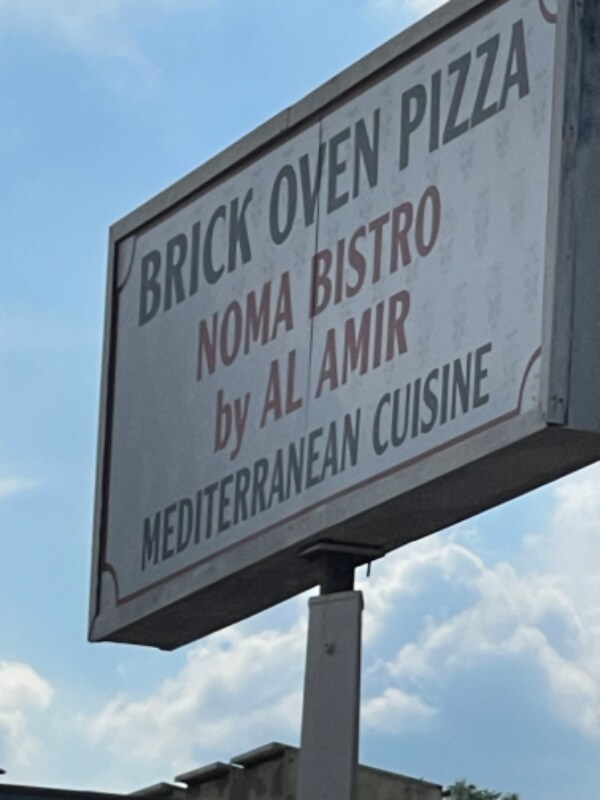 BRICK OVEN PIZZA
NOMA BISTRO
by AL AMIR
MEDITERRANEAN CUISINE